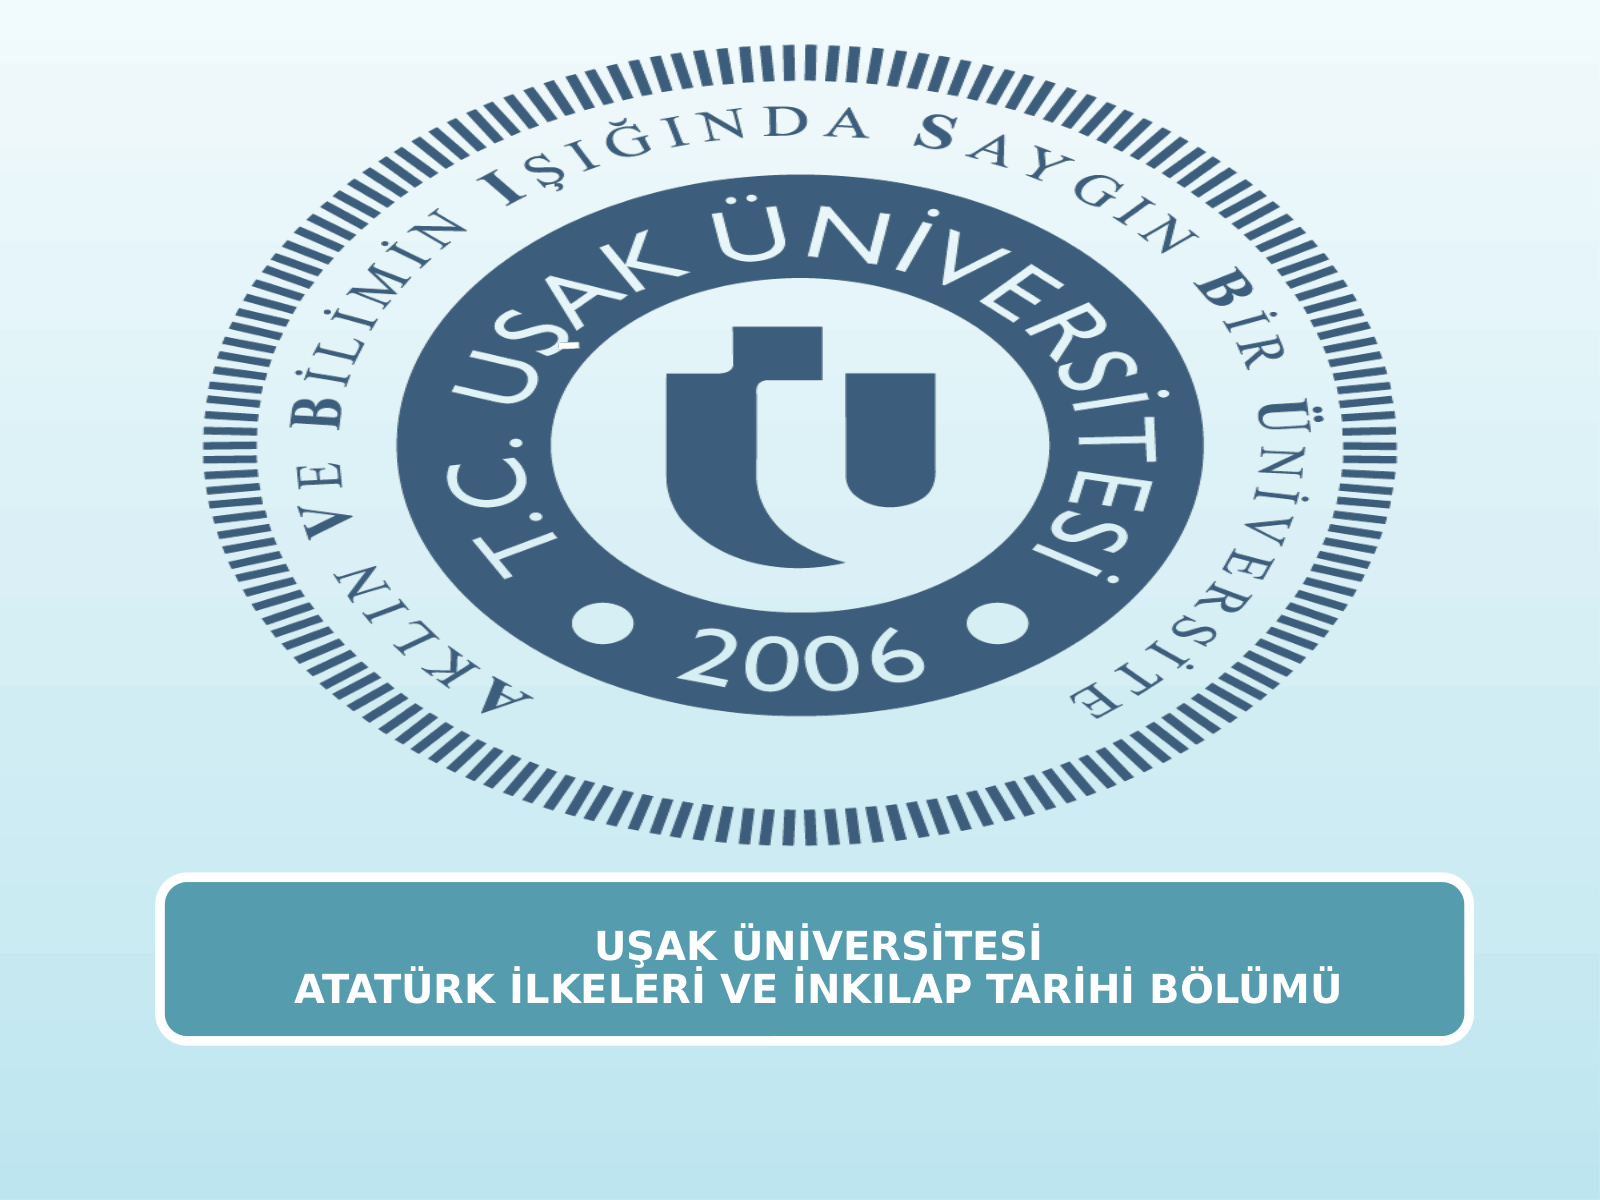 AKLIN VE BİLİMİN IŞIĞINDA SAYGIN BİR ÜNİVERSİTE
T.C. UŞAK ÜNİVERSİTESİ
2006
UŞAK ÜNİVERSİTESİ
ATATÜRK İLKELERİ VE İNKILAP TARİHİ BÖLÜMÜ